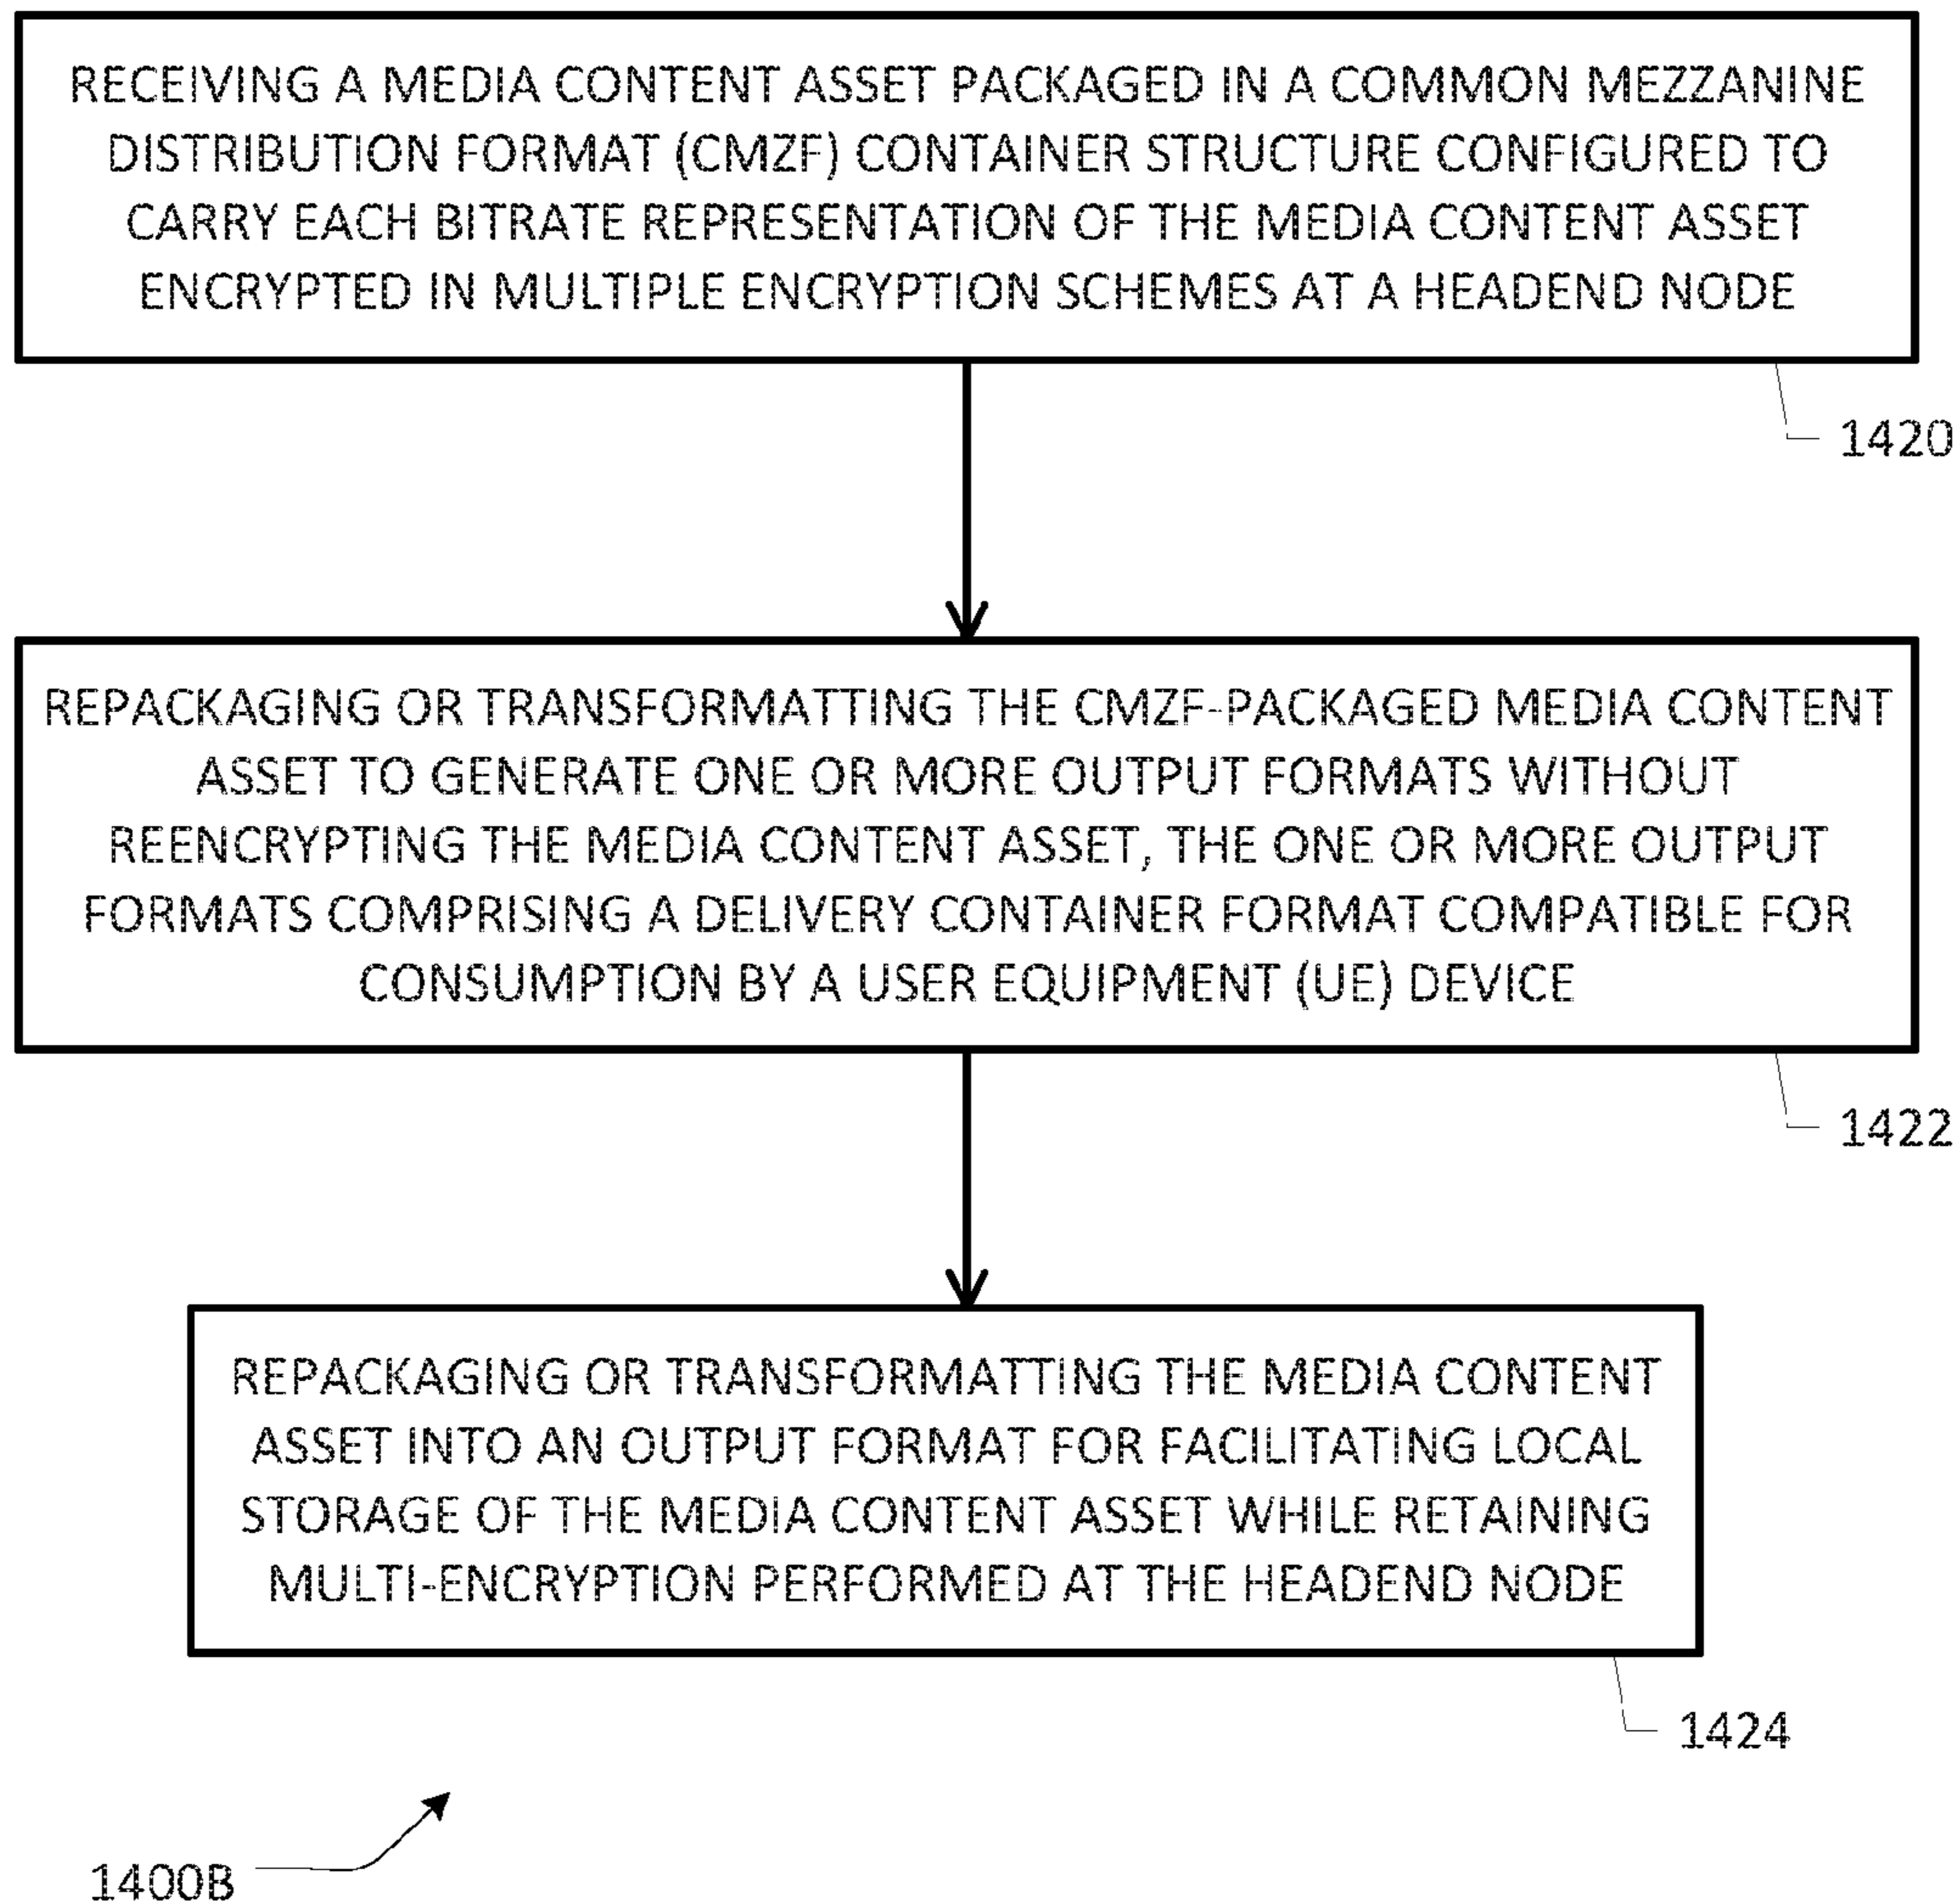 RECEIVING A MEDIA CONTENT ASSET PACKAGED IN A COMMON MEZZANINE
DISTRIBUTION FORMAT (CMZF) CONTAINER STRUCTURE CONFIGURED TO
CARRY EACH BITRATE REPRESENTATION OF THE MEDIA CONTENT ASSET
ENCRYPTED IN MULTIPLE ENCRYPTION SCHEMES AT A HEADEND NODE
1420
REPACKAGING OR TRANSFORMATTING THE CMZF-PACKAGED MEDIA CONTENT
ASSET TO GENERATE ONE OR MORE OUTPUT FORMATS WITHOUT
REENCRYPTING THE MEDIA CONTENT ASSET, THE ONE OR MORE OUTPUT
FORMATS COMPRISING A DELIVERY CONTAINER FORMAT COMPATIBLE FOR
CONSUMPTION BY A USER EQUIPMENT (UE) DEVICE
1422
REPACKAGING OR TRANSFORMATTING THE MEDIA CONTENT
ASSET INTO AN OUTPUT FORMAT FOR FACILITATING LOCAL
STORAGE OF THE MEDIA CONTENT ASSET WHILE RETAINING
MULTI-ENCRYPTION PERFORMED AT THE HEADEND NODE
1424
1400B